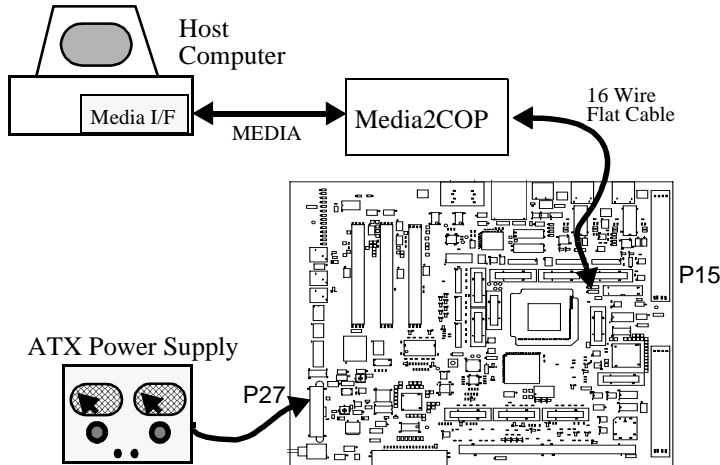 Host
Computer
Media I/F
MEDIA
Media2COP
16 Wire
Flat Cable
P15
ATX Power Supply
P27